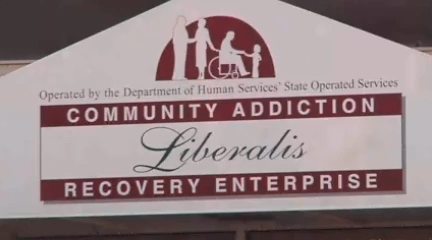 Operated by the Department of Human Services' State Operated Services
COMMUNITY ADDICTION
Liberalis
RECOVERY ENTERPRISE